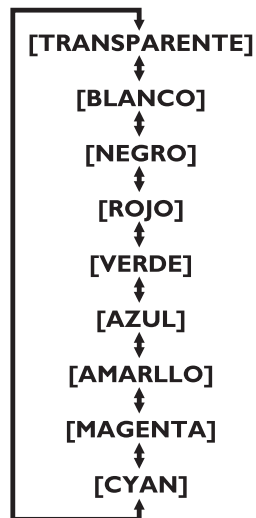 [TRANSPARENTE]
[BLANCO]
[NEGRO]
[ROJO]
[VERDE]
[AZUL]
[AMARLLO]
[MAGENTA]
[CYAN]